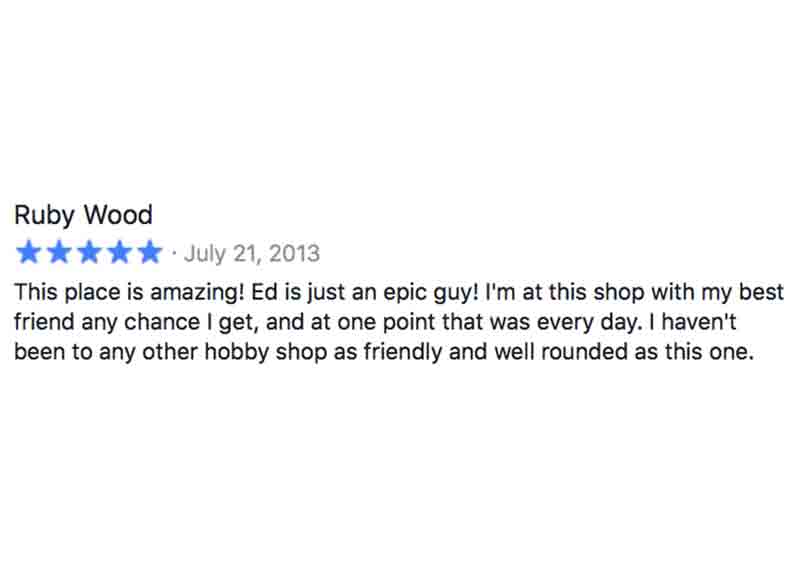 Ruby Wood
· July 21, 2013
This place is amazing! Ed is just an epic guy! I'm at this shop with my best
friend any chance I get, and at one point that was every day. I haven't
been to any other hobby shop as friendly and well rounded as this one.